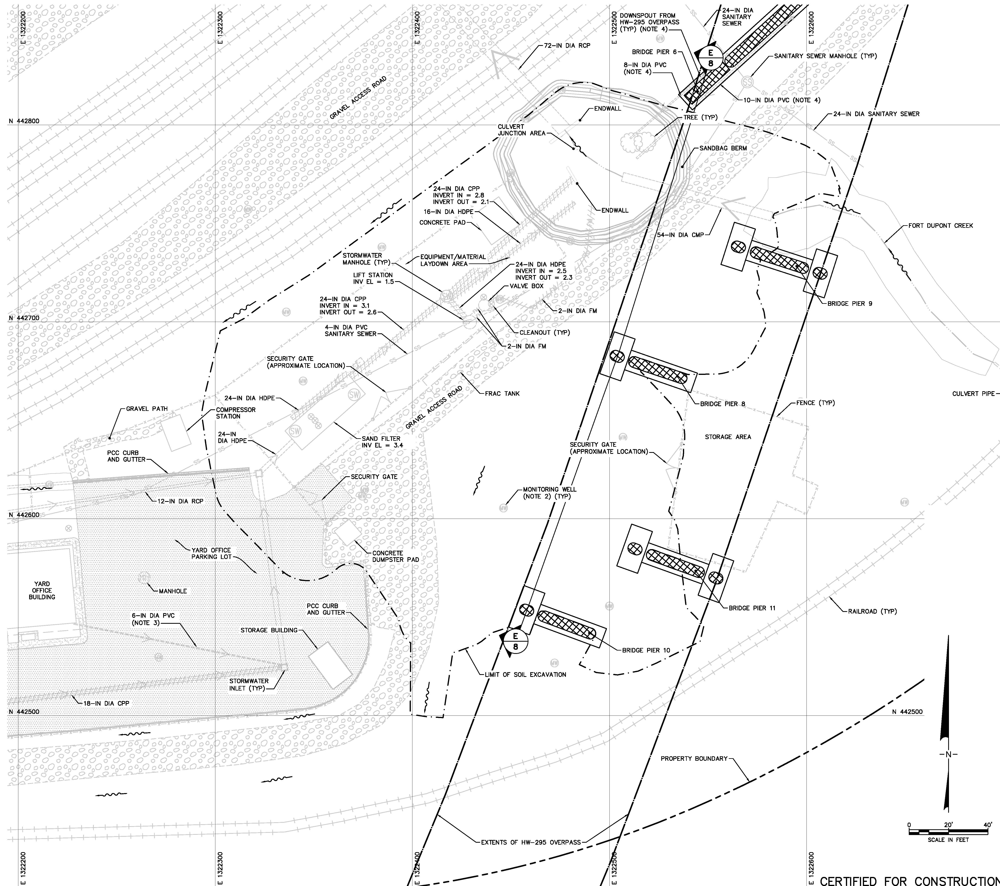 E 1322200
E 1322300
E 1322400
E 1322500
E 1322600
DOWNSPOUT FROM
HW-295 OVERPASS
(TYP) (NOTE 4)
24-IN DIA
SANITARY
SEWER
72-IN DIA RCP
BRIDGE PIER 6
E
8
8-IN DIA PVC
(NOTE 4)
SANITARY SEWER MANHOLE (TYP)
SS
10-IN DIA PVC (NOTE 4)
GRAVEL ACCESS ROAD
N 442800
ENDWALL
TREE (TYP)
24-IN DIA SANITARY SEWER
CULVERT
JUNCTION AREA
SANDBAG BERM
24-IN DIA CPP
INVERT IN = 2.8
INVERT OUT = 2.1
16-IN DIA HDPE
ENDWALL
CONCRETE PAD
54-IN DIA CMP
FORT DUPONT CREEK
STORMWATER
MANHOLE (TYP)
EQUIPMENT/MATERIAL
LAYDOWN AREA
24-IN DIA HDPE
INVERT IN = 2.5
INVERT OUT = 2.3
LIFT STATION
INV EL = 1.5
VALVE BOX
24-IN DIA CPP
INVERT IN = 3.1
INVERT OUT = 2.6
2-IN DIA FM
BRIDGE PIER 9
N 442700
4-IN DIA PVC
SANITARY SEWER
CLEANOUT (TYP)
2-IN DIA FM
SECURITY GATE
(APPROXIMATE LOCATION)
FRAC TANK
CULVERT PIPE
24-IN DIA HDPE
SW
GRAVEL ACCESS ROAD
BRIDGE PIER 8
FENCE (TYP)
GRAVEL PATH
COMPRESSOR
STATION
24-IN
DIA HDPE
SW
SAND FILTER
INV EL = 3.4
STORAGE AREA
MW
SECURITY GATE
(APPROXIMATE LOCATION)
PCC CURB
AND GUTTER
SECURITY GATE
MONITORING WELL
(NOTE 2) (TYP)
MW
12-IN DIA RCP
N 442600
YARD OFFICE
PARKING LOT
CONCRETE
DUMPSTER PAD
YARD
OFFICE
BUILDING
MH
MANHOLE
PCC CURB
AND GUTTER
MW
BRIDGE PIER 11
RAILROAD (TYP)
6-IN DIA PVC
(NOTE 3)
STORAGE BUILDING
E
8
BRIDGE PIER 10
MW
LIMIT OF SOIL EXCAVATION
STORMWATER
INLET (TYP)
18-IN DIA CPP
N 442500
N 442500
-N-
PROPERTY BOUNDARY
0 20' 40'
SCALE IN FEET
EXTENTS OF HW-295 OVERPASS
E 1322200
E 1322300
E 1322400
E 1322500
E 1322600
CERTIFIED FOR CONSTRUCTION